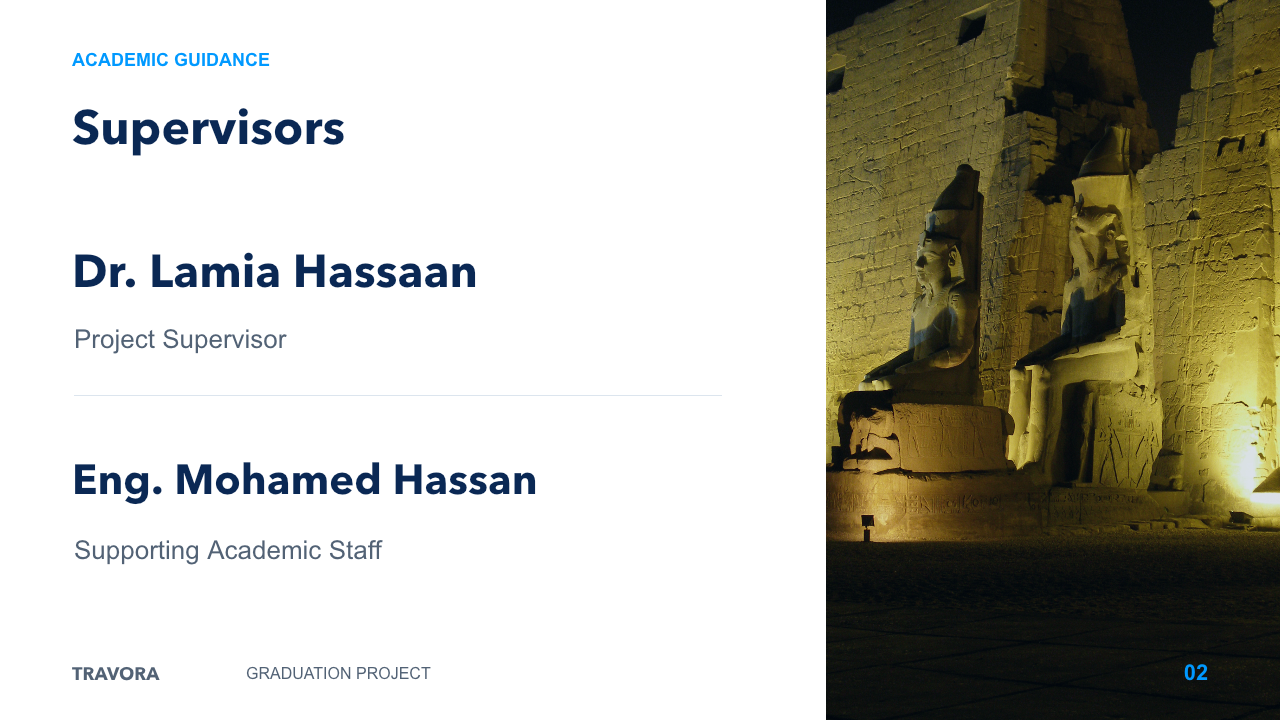 ACADEMIC GUIDANCE
Supervisors
Dr. Lamia Hassaan
Project Supervisor
Eng. Mohamed Hassan
Supporting Academic Staff
TRAVORA GRADUATION PROJECT
02